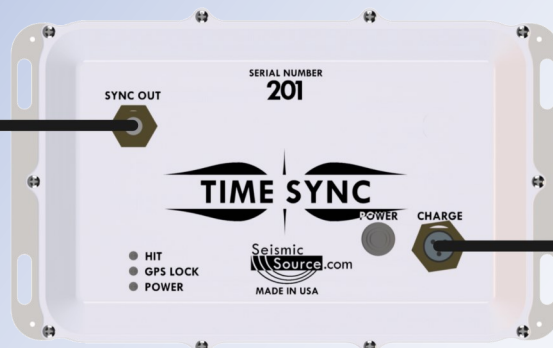 SERIAL NUMBER
201
SYNC OUT
TIME SYNC
POWER CHARGE
HIT
GPS LOCK
POWER
Seismic
Source.com
MADE IN USA